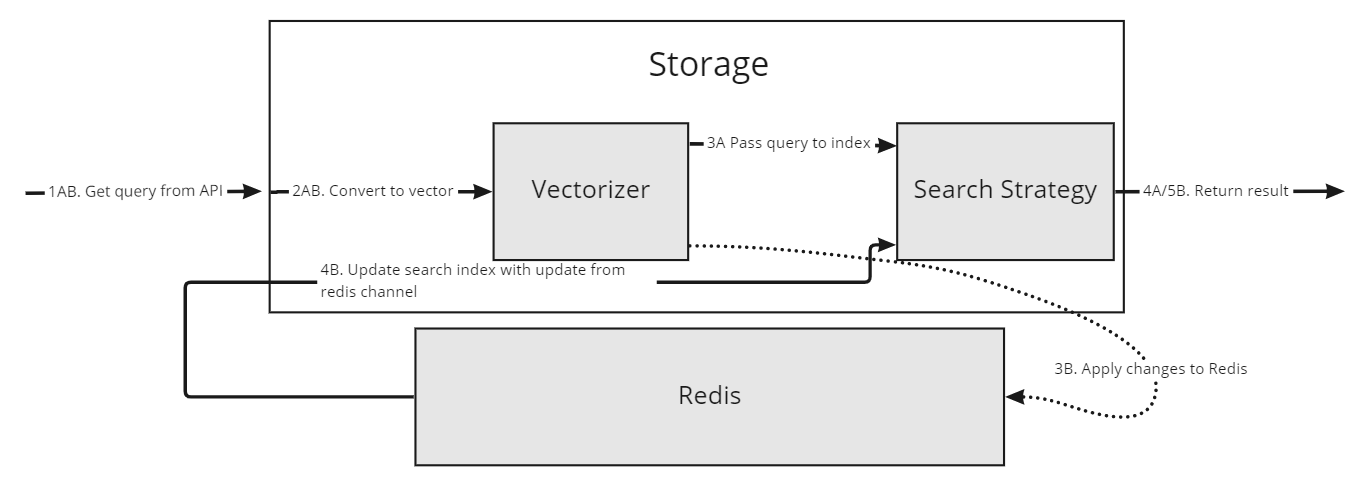 Storage
3A Pass query to index
1AB. Get query from API
2AB. Convert to vector
Vectorizer
Search Strategy
4A/5B. Return result
4B. Update search index with update from
redis channel
3B. Apply changes to Redis
Redis